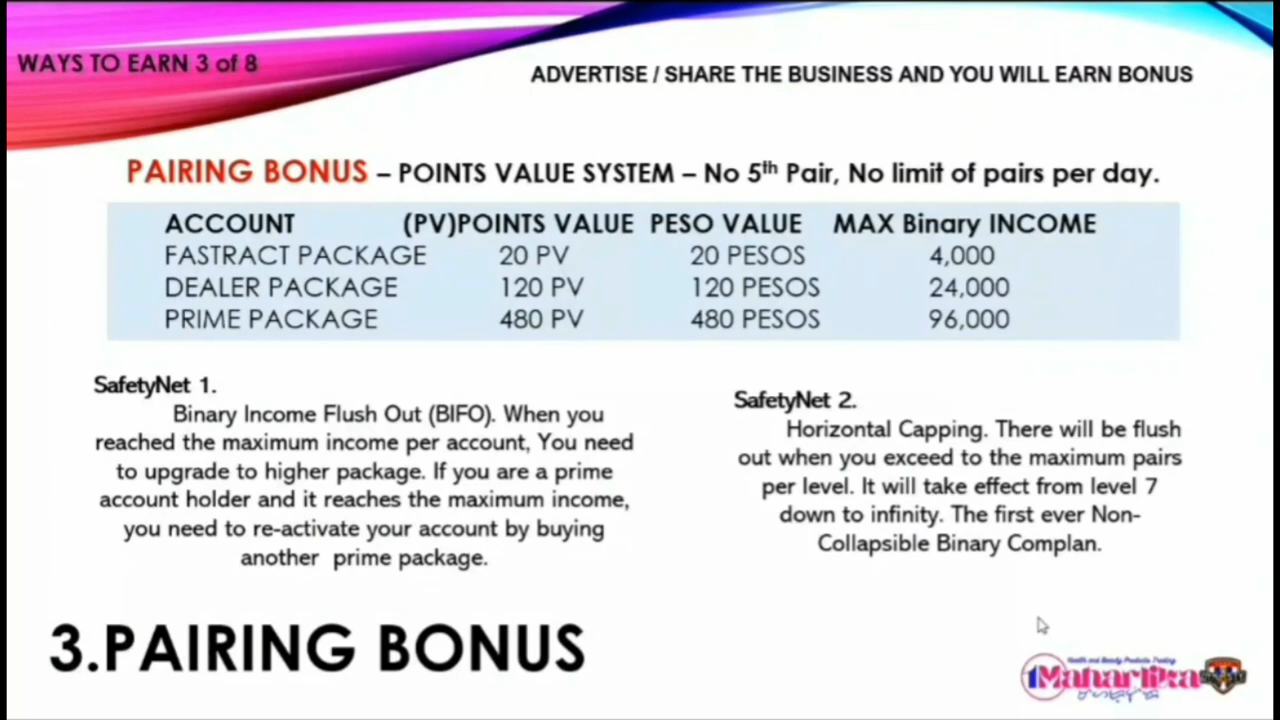 WAYS TO EARN 3 of 8
ADVERTISE / SHARE THE BUSINESS AND YOU WILL EARN BONUS
PAIRING BONUS – POINTS VALUE SYSTEM – No 5th Pair, No limit of pairs per day.
ACCOUNT (PV)POINTS VALUE PESO VALUE MAX Binary INCOME
FASTRACT PACKAGE 20 PV 20 PESOS 4,000
DEALER PACKAGE 120 PV 120 PESOS 24,000
PRIME PACKAGE 480 PV 480 PESOS 96,000
SafetyNet 1.
Binary Income Flush Out (BIFO). When you
reached the maximum income per account, You need
to upgrade to higher package. If you are a prime
account holder and it reaches the maximum income,
you need to re-activate your account by buying
another prime package.
SafetyNet 2.
Horizontal Capping. There will be flush
out when you exceed to the maximum pairs
per level. It will take effect from level 7
down to infinity. The first ever Non-
Collapsible Binary Complan.
3.PAIRING BONUS
Health and Beauty Products Trading
1Maharlika